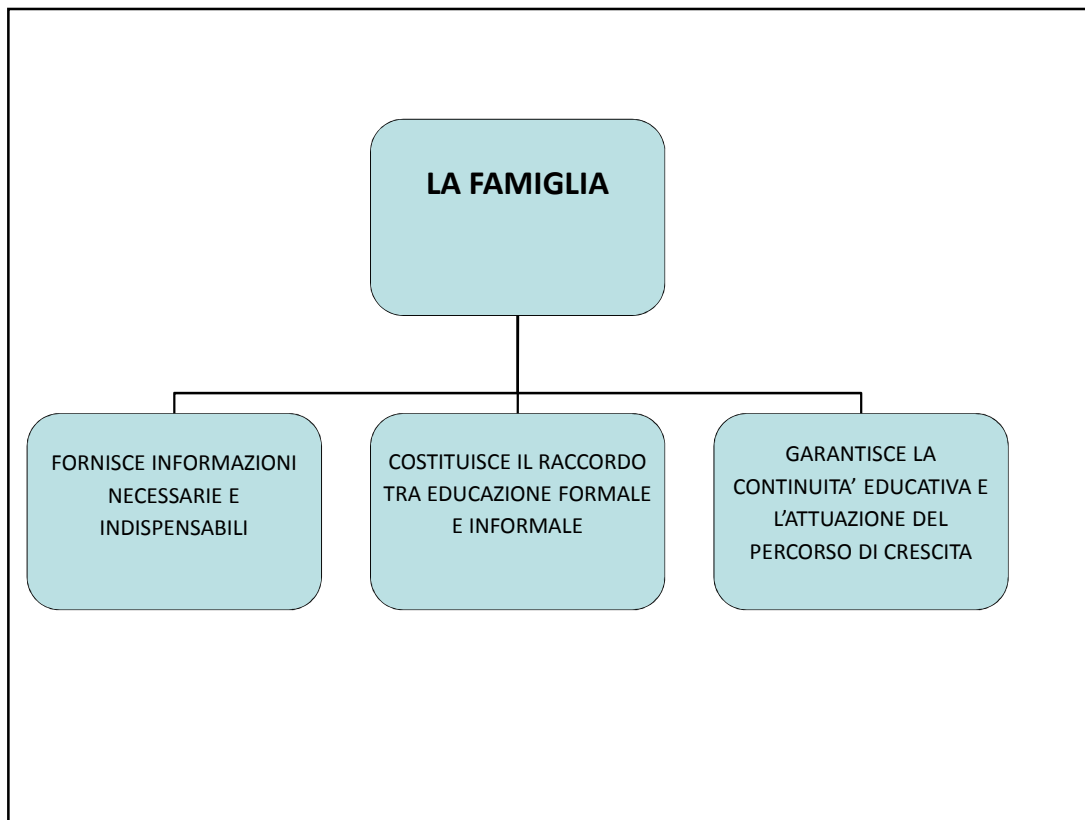 LA FAMIGLIA
FORNISCE INFORMAZIONI
NECESSARIE E
INDISPENSABILI
COSTITUISCE IL RACCORDO
TRA EDUCAZIONE FORMALE
E INFORMALE
GARANTISCE LA
CONTINUITA’ EDUCATIVA E
L’ATTUAZIONE DEL
PERCORSO DI CRESCITA